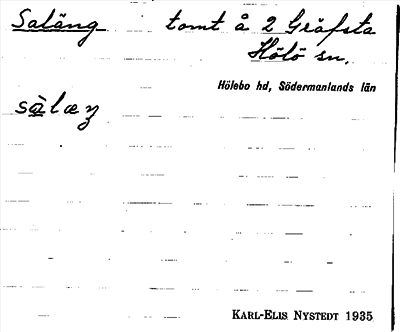 Saläng tomt å 2 Gräfsta
Hölö sn.
Hölebo hd, Södermanlands län
sàlæŋ
KARL-ELIS NYSTEDT 1935